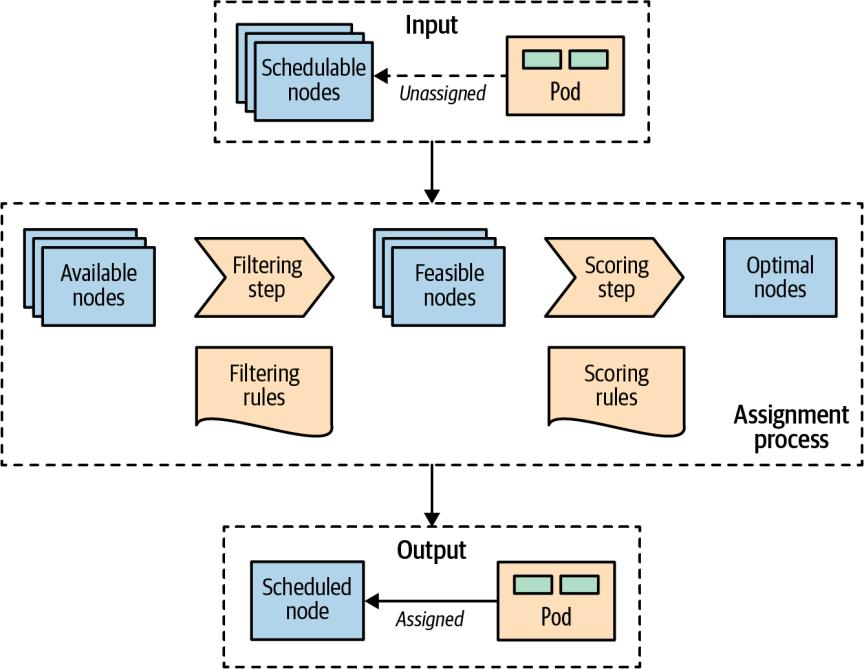 Input
Schedulable
nodes
Unassigned
Pod
Available
nodes
Filtering
step
Feasible
nodes
Scoring
step
Optimal
nodes
Filtering
rules
Scoring
rules
Assignment
process
Output
Scheduled
node
Assigned
Pod